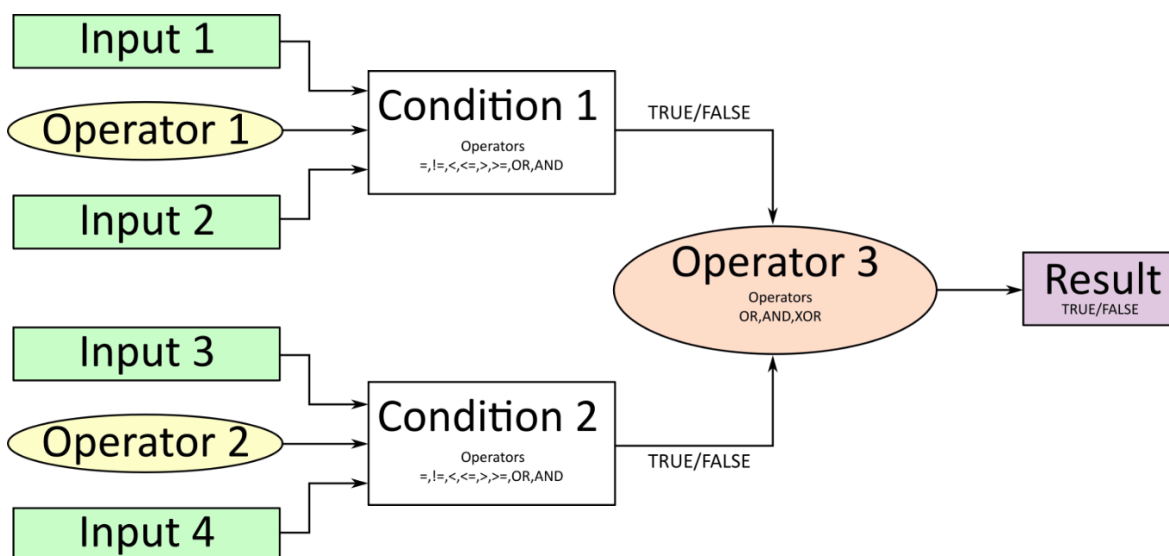 Input 1
Operator 1
Input 2
Condition 1
Operators
=,!=,<,<=,>,>=,OR,AND
TRUE/FALSE
Operator 3
Operators
OR,AND,XOR
Result
TRUE/FALSE
Input 3
Operator 2
Input 4
Condition 2
Operators
=,!=,<,<=,>,>=,OR,AND
TRUE/FALSE